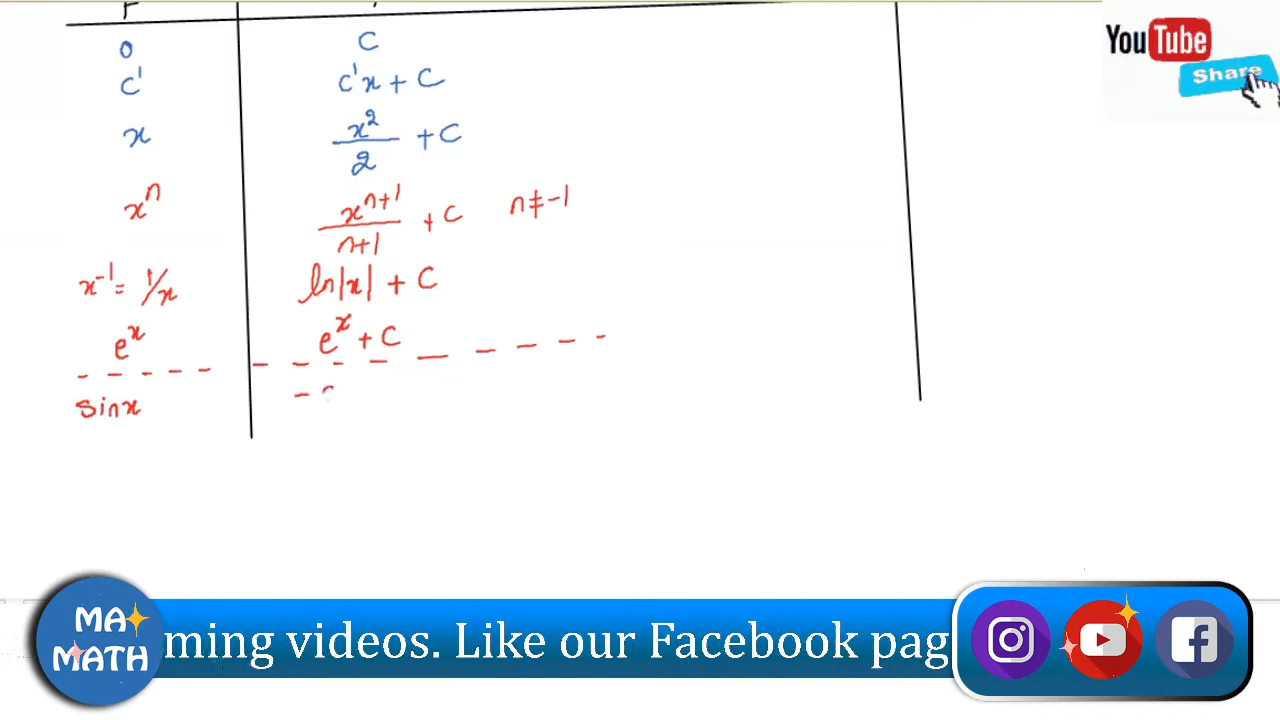 YouTube
Share
0 C
C' C'x + C
x x²/2 + C
xⁿ xⁿ⁺¹/n+1 + C n≠-1
x⁻¹ = 1/x ln|x| + C
eˣ eˣ + C
sinx -
MA MATH
ming videos. Like our Facebook pag